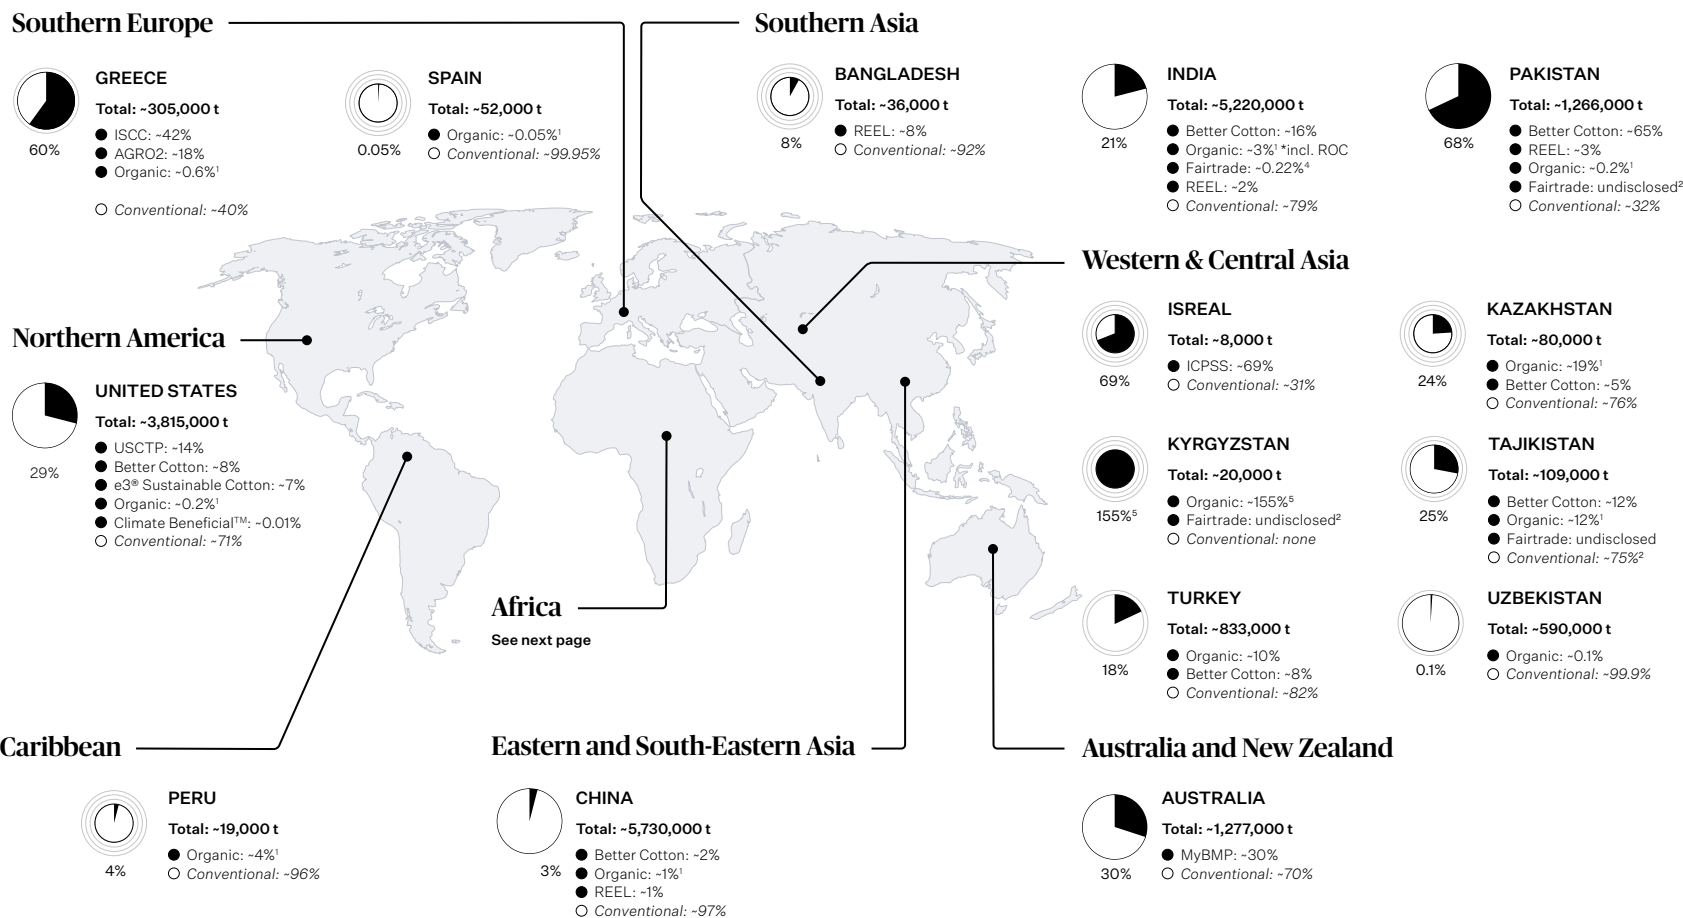 Southern Europe
GREECE
Total: ~305,000 t
ISCC: ~42%
AGRO2: ~18%
Organic: ~0.6%¹
Conventional: ~40%
60%
SPAIN
Total: ~52,000 t
Organic: ~0.05%¹
Conventional: ~99.95%
0.05%
Southern Asia
BANGLADESH
Total: ~36,000 t
REEL: ~8%
Conventional: ~92%
8%
INDIA
Total: ~5,220,000 t
Better Cotton: ~16%
Organic: ~3%¹ *incl. ROC
Fairtrade: ~0.22%⁴
REEL: ~2%
Conventional: ~79%
21%
PAKISTAN
Total: ~1,266,000 t
Better Cotton: ~65%
REEL: ~3%
Organic: ~0.2%¹
Fairtrade: undisclosed²
Conventional: ~32%
68%
Western & Central Asia
ISREAL
Total: ~8,000 t
ICPSS: ~69%
Conventional: ~31%
69%
KAZAKHSTAN
Total: ~80,000 t
Organic: ~19%¹
Better Cotton: ~5%
Conventional: ~76%
24%
KYRGYZSTAN
Total: ~20,000 t
Organic: ~155%⁵
Fairtrade: undisclosed²
Conventional: none
155%⁵
TAJIKISTAN
Total: ~109,000 t
Better Cotton: ~12%
Organic: ~12%¹
Fairtrade: undisclosed
Conventional: ~75%²
25%
TURKEY
Total: ~833,000 t
Organic: ~10%
Better Cotton: ~8%
Conventional: ~82%
18%
UZBEKISTAN
Total: ~590,000 t
Organic: ~0.1%
Conventional: ~99.9%
0.1%
Northern America
UNITED STATES
Total: ~3,815,000 t
USCTP: ~14%
Better Cotton: ~8%
e3® Sustainable Cotton: ~7%
Organic: ~0.2%¹
Climate Beneficial™: ~0.01%
Conventional: ~71%
29%
Africa
See next page
Caribbean
PERU
Total: ~19,000 t
Organic: ~4%¹
Conventional: ~96%
4%
Eastern and South-Eastern Asia
CHINA
Total: ~5,730,000 t
Better Cotton: ~2%
Organic: ~1%¹
REEL: ~1%
Conventional: ~97%
3%
Australia and New Zealand
AUSTRALIA
Total: ~1,277,000 t
MyBMP: ~30%
Conventional: ~70%
30%